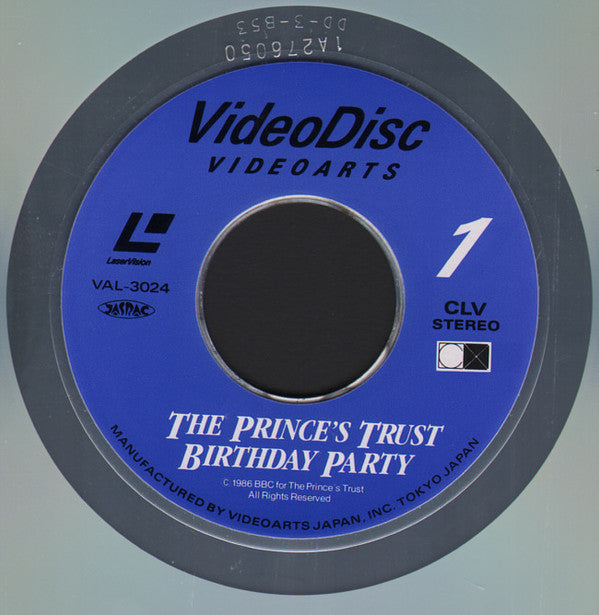 DD-3-B53
1A276050
VideoDisc
VIDEOARTS
1
LaserVision
VAL-3024
JASRAC
CLV
STEREO
THE PRINCE'S TRUST
BIRTHDAY PARTY
© 1986 BBC for The Prince's Trust
All Rights Reserved
MANUFACTURED BY VIDEOARTS JAPAN, INC. TOKYO JAPAN